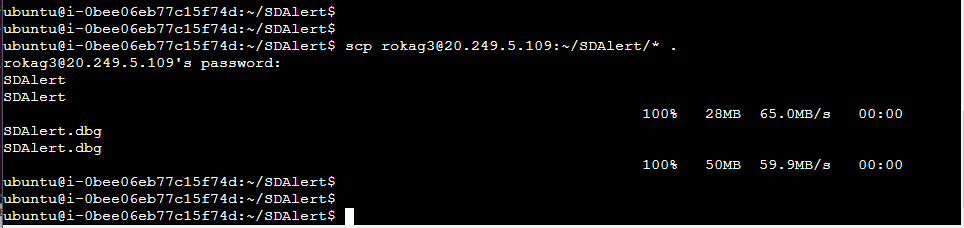 ubuntu@i-0bee06eb77c15f74d:~/SDAlert$
ubuntu@i-0bee06eb77c15f74d:~/SDAlert$
ubuntu@i-0bee06eb77c15f74d:~/SDAlert$ scp rokag3@20.249.5.109:~/SDAlert/* .
rokag3@20.249.5.109's password:
SDAlert
SDAlert
100% 28MB 65.0MB/s 00:00
SDAlert.dbg
SDAlert.dbg
100% 50MB 59.9MB/s 00:00
ubuntu@i-0bee06eb77c15f74d:~/SDAlert$
ubuntu@i-0bee06eb77c15f74d:~/SDAlert$
ubuntu@i-0bee06eb77c15f74d:~/SDAlert$